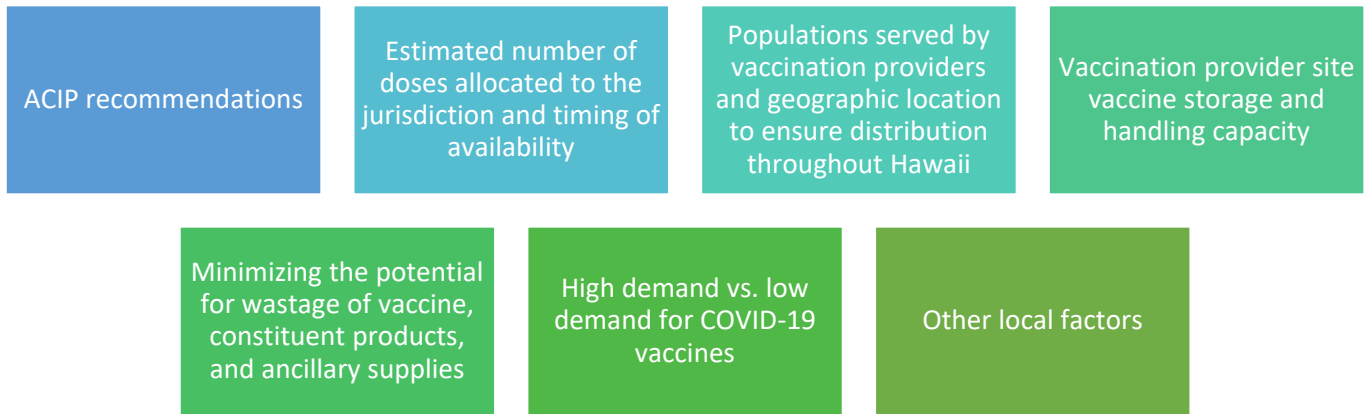 ACIP recommendations
Estimated number of
doses allocated to the
jurisdiction and timing of
availability
Populations served by
vaccination providers
and geographic location
to ensure distribution
throughout Hawaii
Vaccination provider site
vaccine storage and
handling capacity
Minimizing the potential
for wastage of vaccine,
constituent products,
and ancillary supplies
High demand vs. low
demand for COVID-19
vaccines
Other local factors